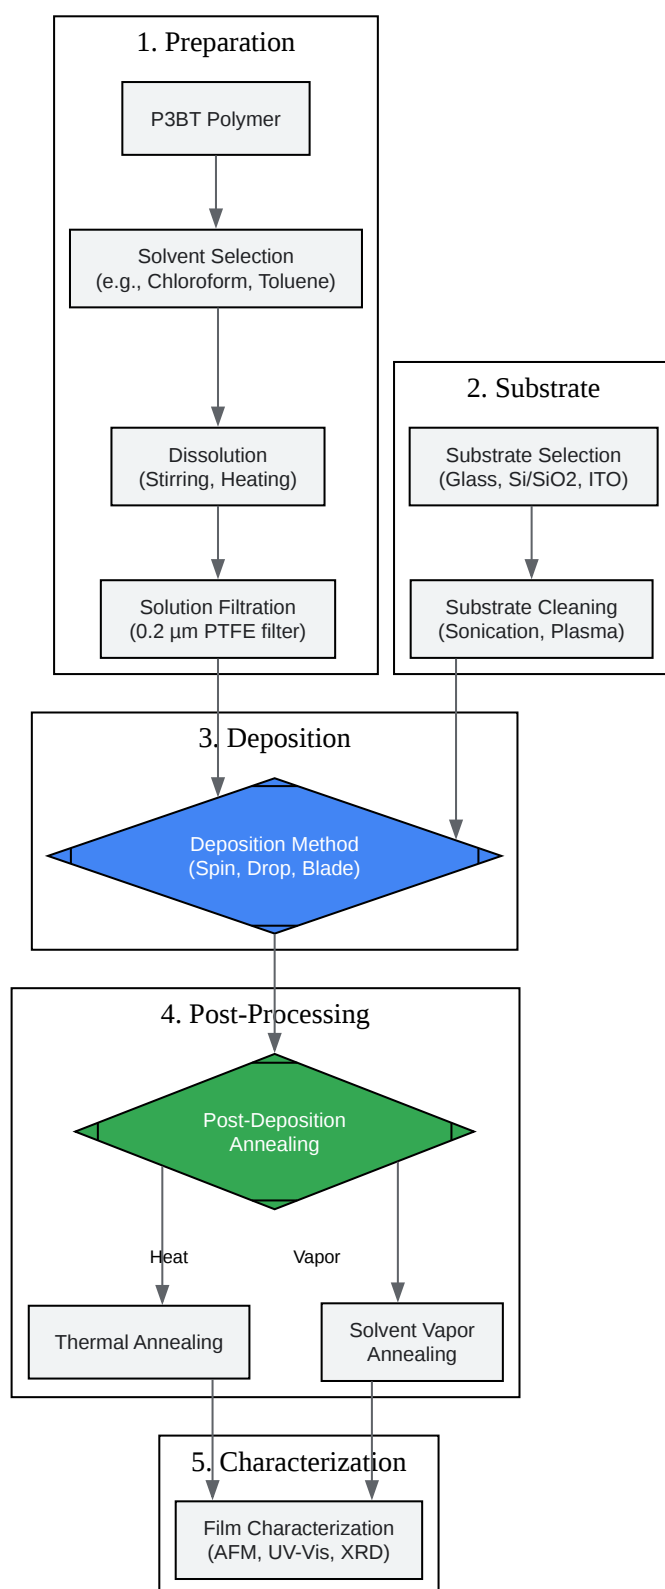 1. Preparation
P3BT Polymer
Solvent Selection
(e.g., Chloroform, Toluene)
Dissolution
(Stirring, Heating)
Solution Filtration
(0.2 µm PTFE filter)
2. Substrate
Substrate Selection
(Glass, Si/SiO2, ITO)
Substrate Cleaning
(Sonication, Plasma)
3. Deposition
Deposition Method
(Spin, Drop, Blade)
4. Post-Processing
Post-Deposition
Annealing
Heat
Vapor
Thermal Annealing
Solvent Vapor
Annealing
5. Characterization
Film Characterization
(AFM, UV-Vis, XRD)